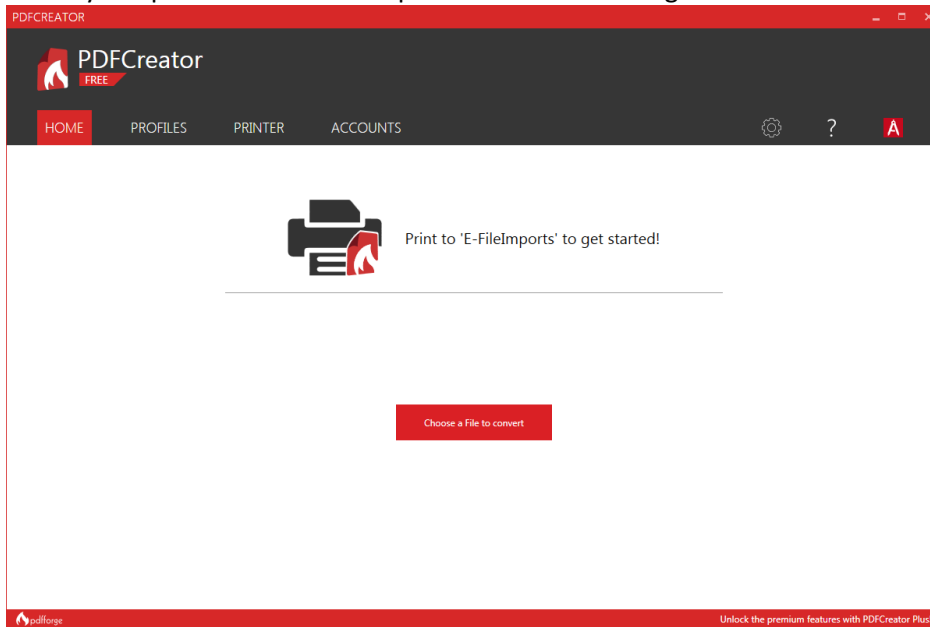 PDFCREATOR
PDFCreator
FREE
HOME PROFILES PRINTER ACCOUNTS ?
Print to 'E-FileImports' to get started!
Choose a File to convert
pdfforge Unlock the premium features with PDFCreator Plus